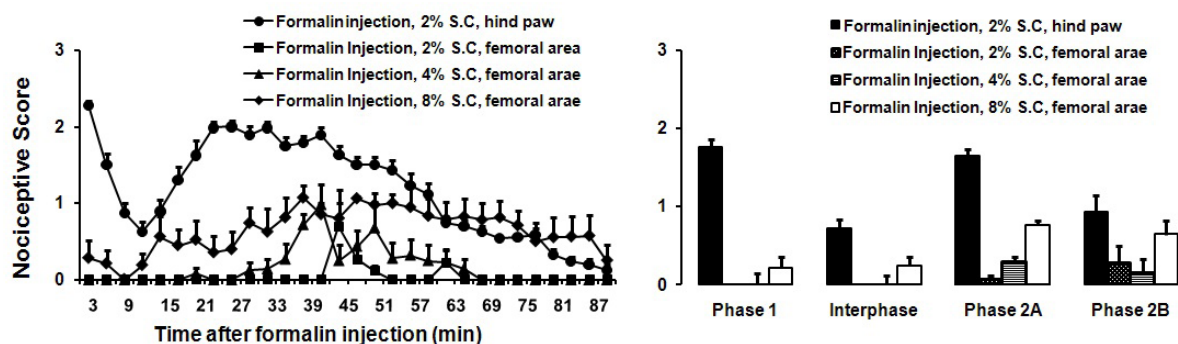 Formalin injection, 2% S.C, hind paw
Formalin Injection, 2% S.C, femoral area
Formalin Injection, 4% S.C, femoral arae
Formalin Injection, 8% S.C, femoral arae
Nociceptive Score
3
2
1
0
3 9 15 21 27 33 39 45 51 57 63 69 75 81 87
Time after formalin injection (min)
Formalin injection, 2% S.C, hind paw
Formalin Injection, 2% S.C, femoral arae
Formalin Injection, 4% S.C, femoral arae
Formalin Injection, 8% S.C, femoral arae
3
2
1
0
Phase 1 Interphase Phase 2A Phase 2B